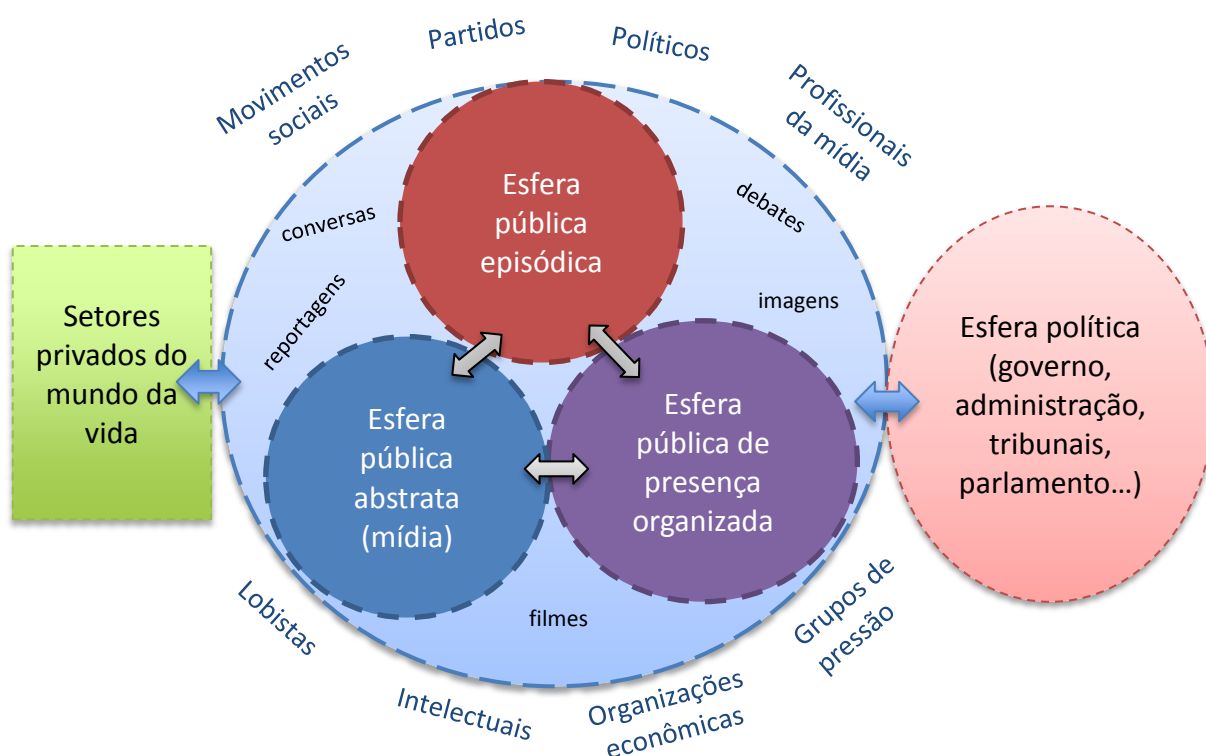 Partidos
Políticos
Movimentos
sociais
Profissionais
da mídia
Esfera
pública
episódica
conversas
debates
reportagens
imagens
Setores
privados do
mundo da
vida
Esfera
pública
abstrata
(mídia)
Esfera
pública de
presença
organizada
Esfera política
(governo,
administração,
tribunais,
parlamento…)
filmes
Lobistas
Intelectuais
Organizações
econômicas
Grupos de
pressão